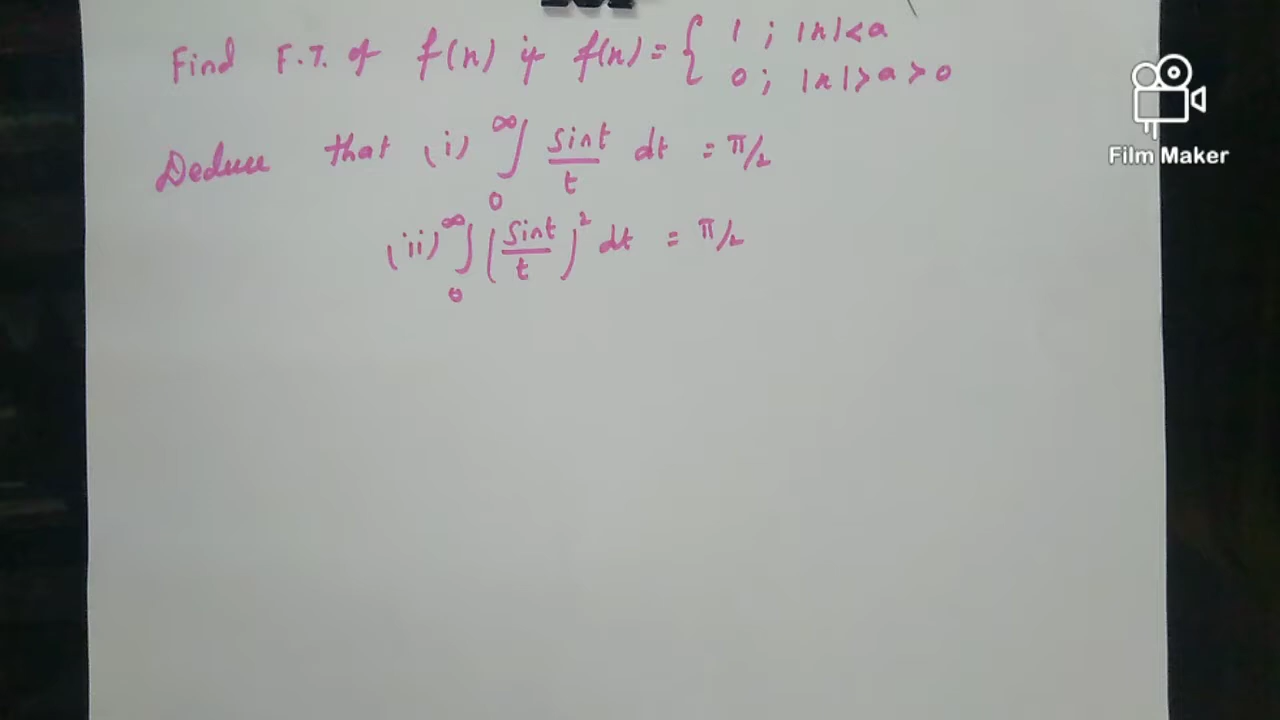 Find F.T. of f(x) if f(x) = { 1 ; |x| < a
0 ; |x| > a > 0
Deduce that (i) ∞∫0 sint/t dt = π/2
(ii) ∞∫0 (sint/t)² dt = π/2
Film Maker